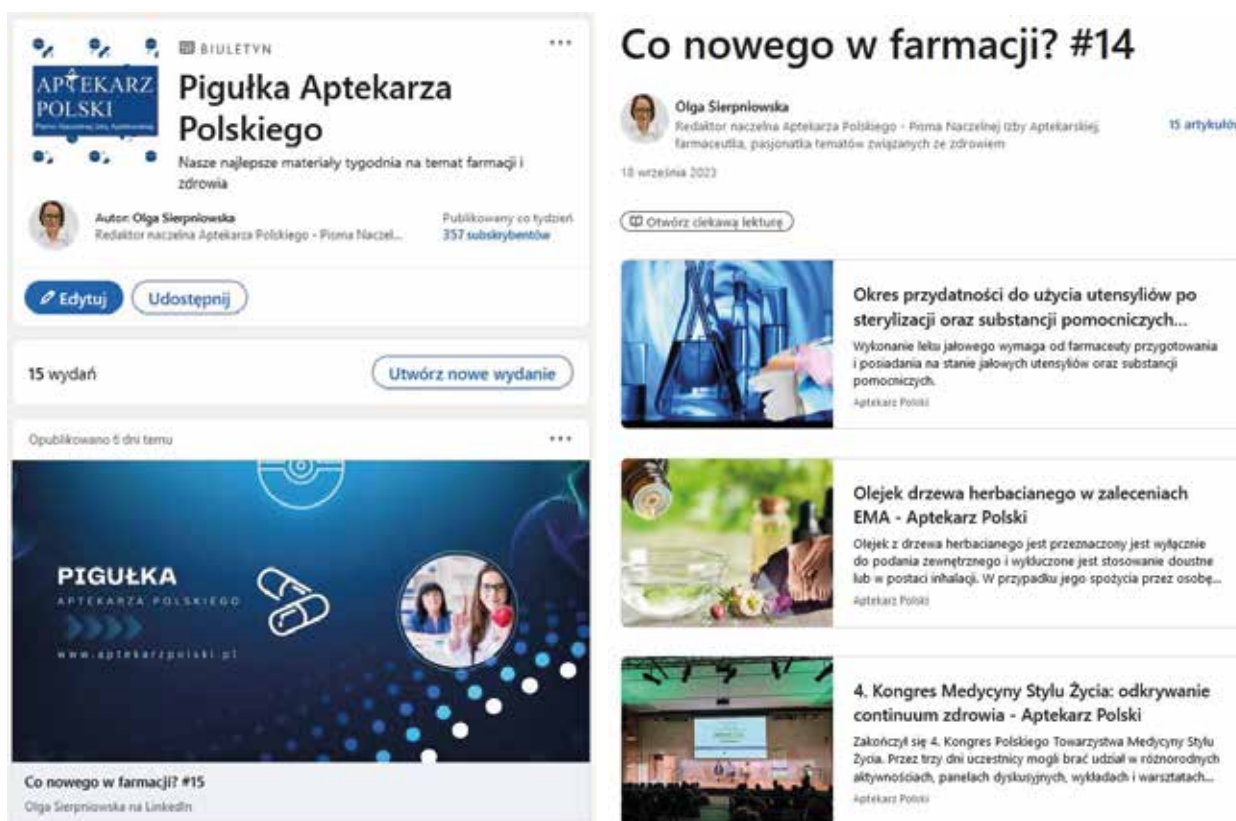 BIULETYN
APTEKARZ
POLSKI
Pigułka Aptekarza
Polskiego
Nasze najlepsze materiały tygodnia na temat farmacji i
zdrowia
Autor: Olga Sierpniowska
Redaktor naczelna Aptekarza Polskiego - Pisma Naczel...
Publikowany co tydzień
357 subskrybentów
Edytuj
Udostępnij
15 wydań
Utwórz nowe wydanie
Opublikowano 6 dni temu
PIGUŁKA
APTEKARZA POLSKIEGO
www.aptekarzpolski.pl
Co nowego w farmacji? #15
Olga Sierpniowska na LinkedIn
Co nowego w farmacji? #14
Olga Sierpniowska
Redaktor naczelna Aptekarza Polskiego - Pisma Naczelnej Izby Aptekarskiej,
farmaceutka, pasjonatka tematów związanych ze zdrowiem
15 artykułów
18 września 2023
Otwórz ciekawą lekturę
Okres przydatności do użycia utensyliów po
sterylizacji oraz substancji pomocniczych...
Wykonanie leku jałowego wymaga od farmaceuty przygotowania
i posiadania na stanie jałowych utensyliów oraz substancji
pomocniczych.
Aptekarz Polski
Olejek drzewa herbacianego w zaleceniach
EMA - Aptekarz Polski
Olejek z drzewa herbacianego jest przeznaczony jest wyłącznie
do podania zewnętrznego i wykluczone jest stosowanie doustne
lub w postaci inhalacji. W przypadku jego spożycia przez osobę...
Aptekarz Polski
4. Kongres Medycyny Stylu Życia: odkrywanie
continuum zdrowia - Aptekarz Polski
Zakończył się 4. Kongres Polskiego Towarzystwa Medycyny Stylu
Życia. Przez trzy dni uczestnicy mogli brać udział w różnorodnych
aktywnościach, panelach dyskusyjnych, wykładach i warsztatach...
Aptekarz Polski